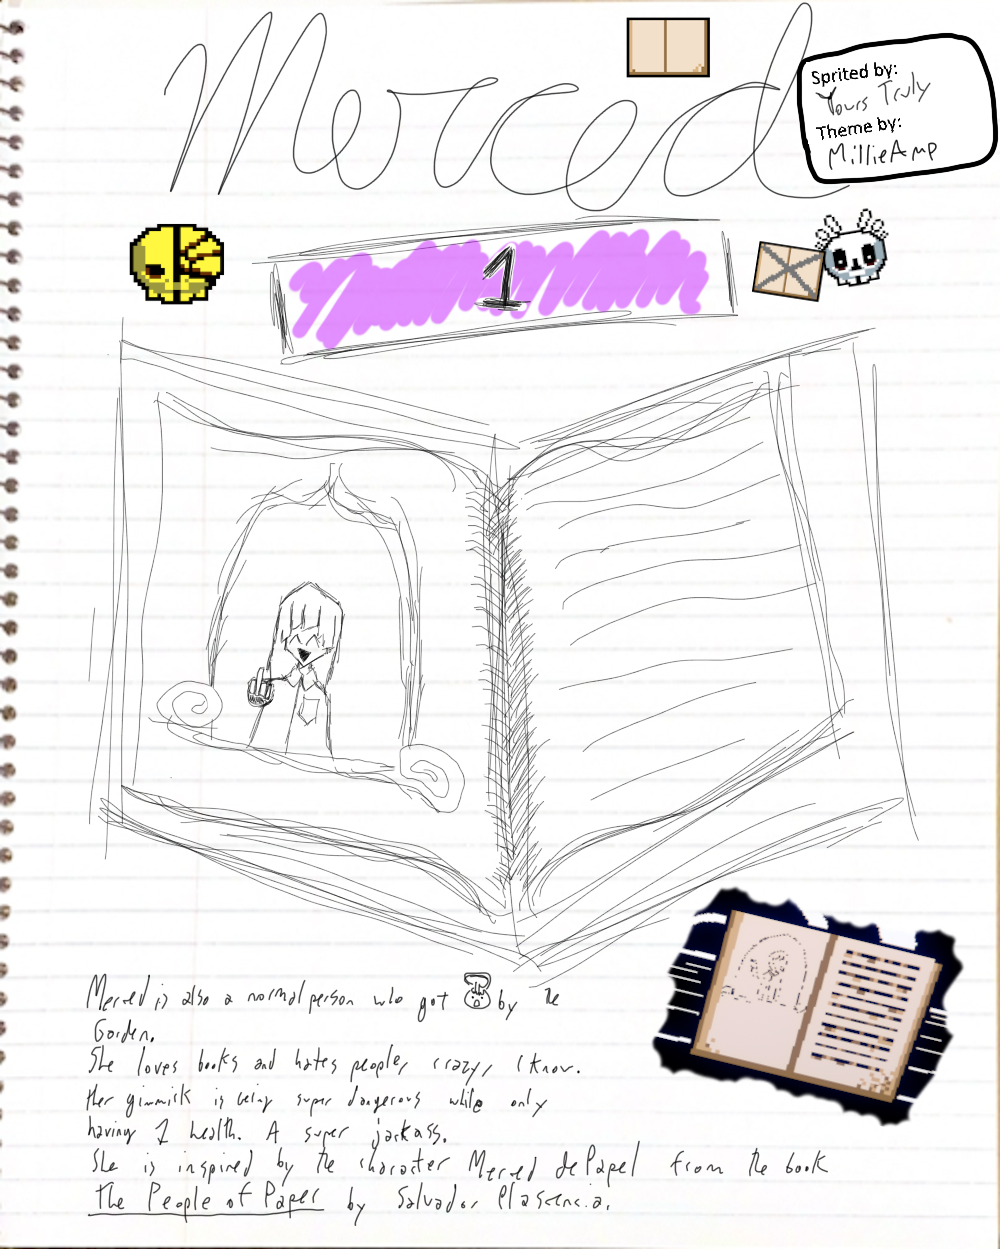 Merced
Sprited by:
Yours Truly
Theme by:
MillieAmp
1
Merced is also a normal person who got by the
Garden.
She loves books and hates people, crazy, I know.
Her gimmick is being super dangerous while only
having 1 health. A super jackass.
She is inspired by the character Merced de Papel from the book
The People of Paper by Salvador Plascencia.